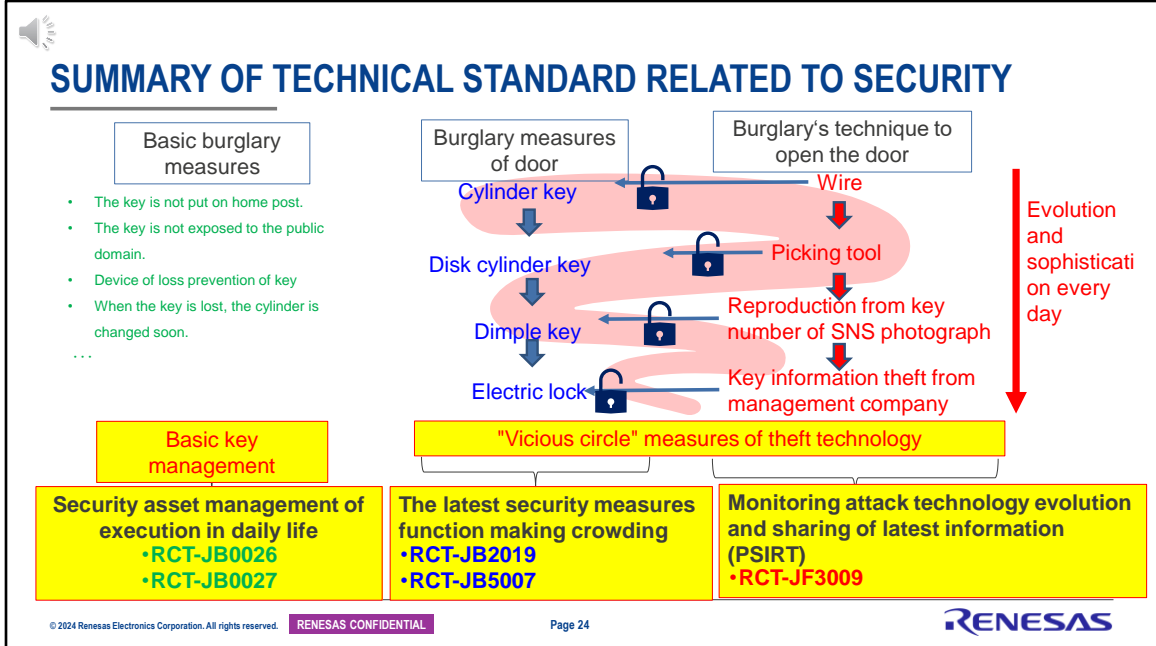 SUMMARY OF TECHNICAL STANDARD RELATED TO SECURITY
Basic burglary
measures
• The key is not put on home post.
• The key is not exposed to the public
domain.
• Device of loss prevention of key
• When the key is lost, the cylinder is
changed soon.
...
Burglary measures
of door
Cylinder key
Disk cylinder key
Dimple key
Electric lock
Burglary‘s technique to
open the door
Wire
Picking tool
Reproduction from key
number of SNS photograph
Key information theft from
management company
Evolution
and
sophisticati
on every
day
Basic key
management
"Vicious circle" measures of theft technology
Security asset management of
execution in daily life
•RCT-JB0026
•RCT-JB0027
The latest security measures
function making crowding
•RCT-JB2019
•RCT-JB5007
Monitoring attack technology evolution
and sharing of latest information
(PSIRT)
•RCT-JF3009
© 2024 Renesas Electronics Corporation. All rights reserved.
RENESAS CONFIDENTIAL
Page 24
RENESAS